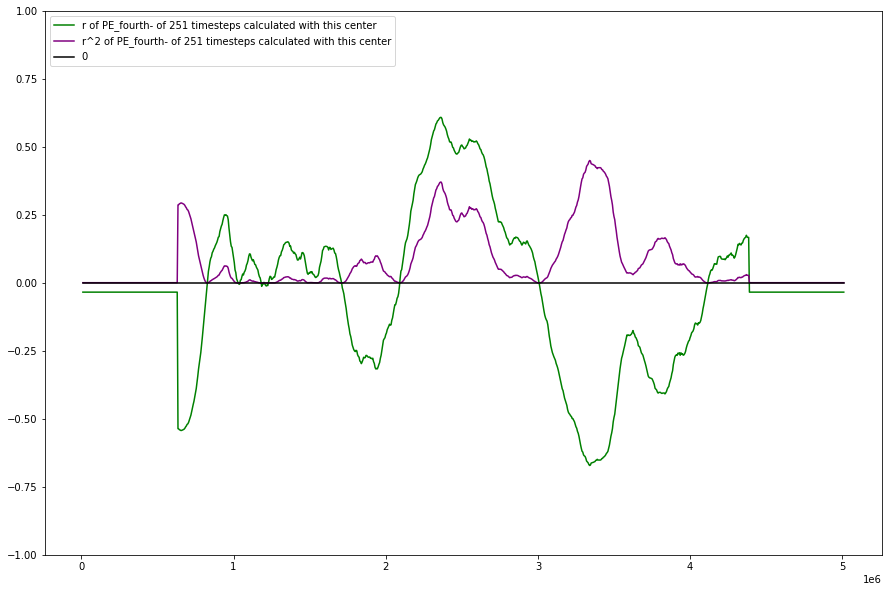 1.00
0.75
0.50
0.25
0.00
−0.25
−0.50
−0.75
−1.00
r of PE_fourth- of 251 timesteps calculated with this center
r^2 of PE_fourth- of 251 timesteps calculated with this center
0
0 1 2 3 4 5
1e6